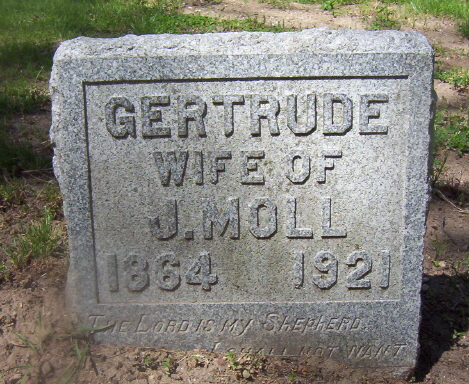 GERTRUDE
WIFE OF
J. MOLL
1864 1921
THE LORD IS MY SHEPHERD.
I SHALL NOT WANT